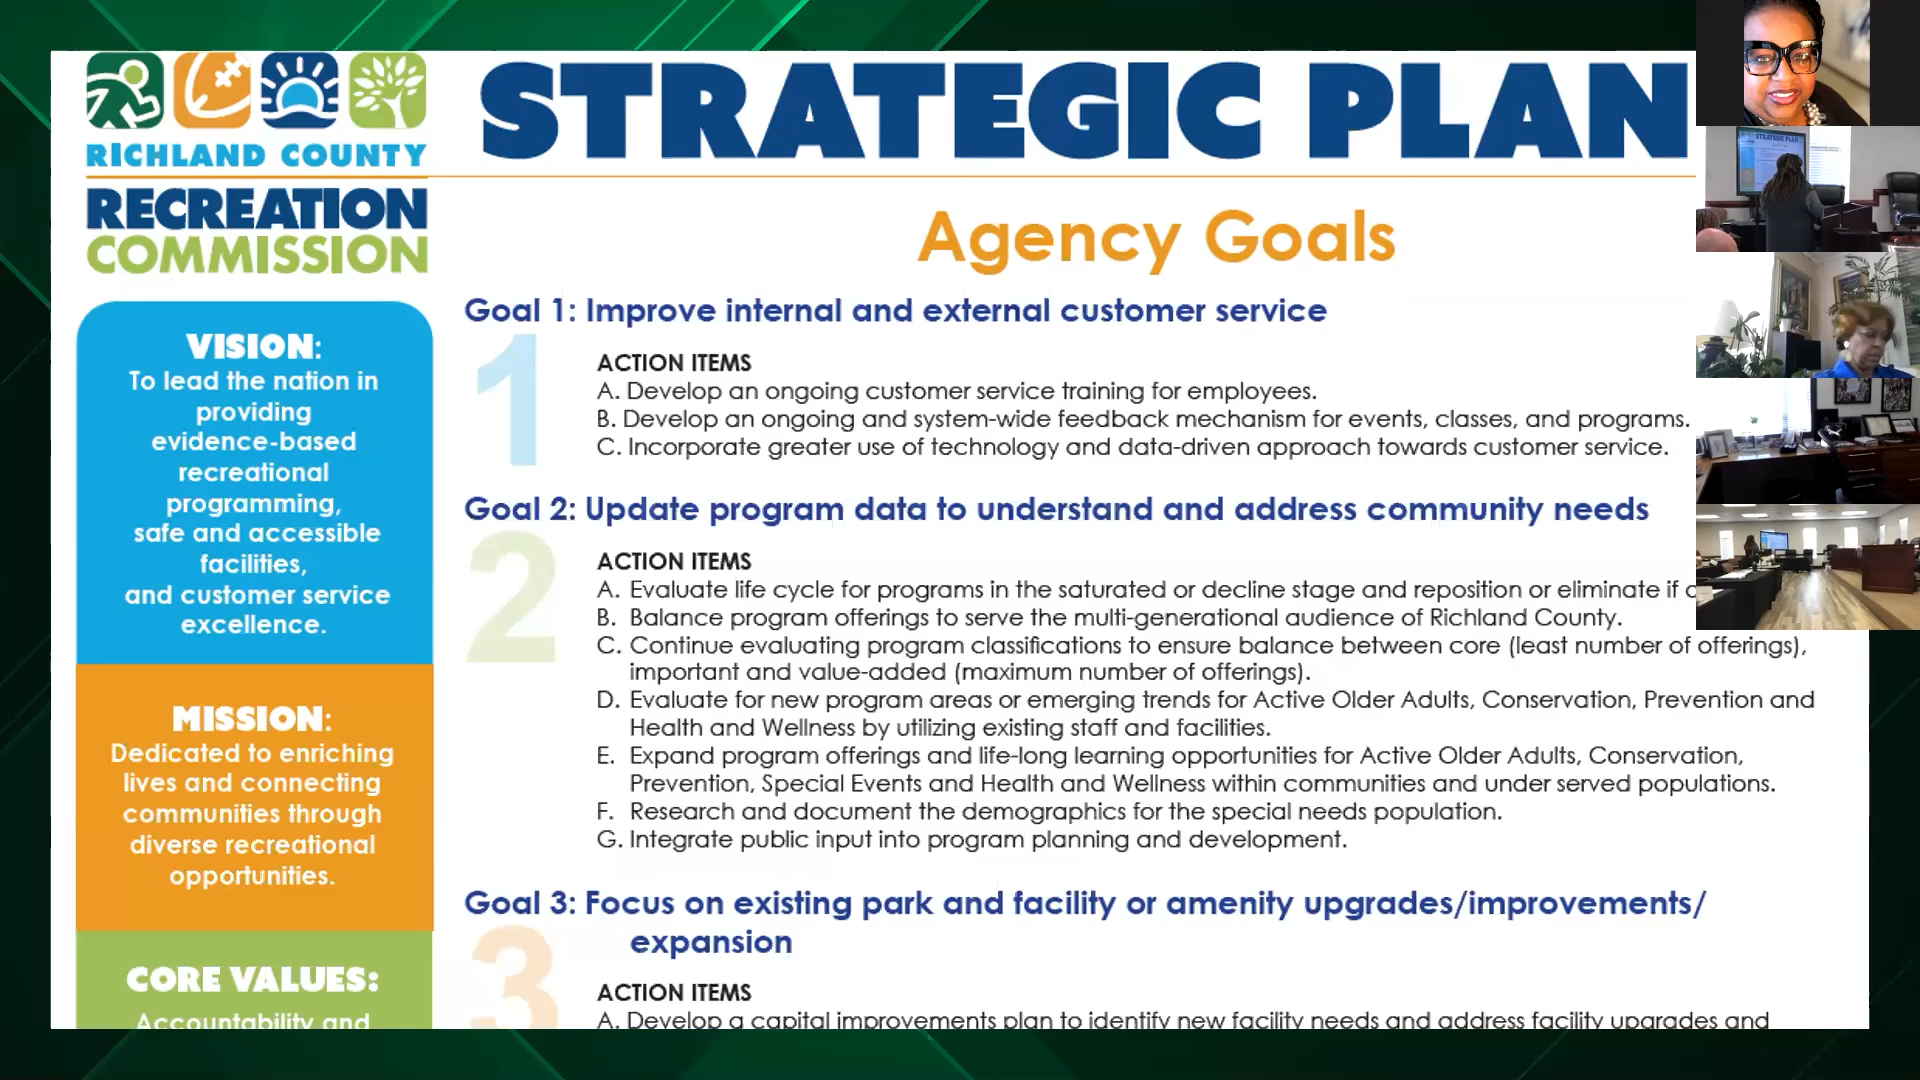 RICHLAND COUNTY
RECREATION
COMMISSION
STRATEGIC PLAN
Agency Goals
VISION:
To lead the nation in
providing
evidence-based
recreational
programming,
safe and accessible
facilities,
and customer service
excellence.
MISSION:
Dedicated to enriching
lives and connecting
communities through
diverse recreational
opportunities.
CORE VALUES:
Accountability and
Goal 1: Improve internal and external customer service
1
ACTION ITEMS
A. Develop an ongoing customer service training for employees.
B. Develop an ongoing and system-wide feedback mechanism for events, classes, and programs.
C. Incorporate greater use of technology and data-driven approach towards customer service.
Goal 2: Update program data to understand and address community needs
2
ACTION ITEMS
A. Evaluate life cycle for programs in the saturated or decline stage and reposition or eliminate if
B. Balance program offerings to serve the multi-generational audience of Richland County.
C. Continue evaluating program classifications to ensure balance between core (least number of offerings),
important and value-added (maximum number of offerings).
D. Evaluate for new program areas or emerging trends for Active Older Adults, Conservation, Prevention and
Health and Wellness by utilizing existing staff and facilities.
E. Expand program offerings and life-long learning opportunities for Active Older Adults, Conservation,
Prevention, Special Events and Health and Wellness within communities and under served populations.
F. Research and document the demographics for the special needs population.
G. Integrate public input into program planning and development.
Goal 3: Focus on existing park and facility or amenity upgrades/improvements/
expansion
3
ACTION ITEMS
A. Develop a capital improvements plan to identify new facility needs and address facility upgrades and
STRATEGIC PLAN